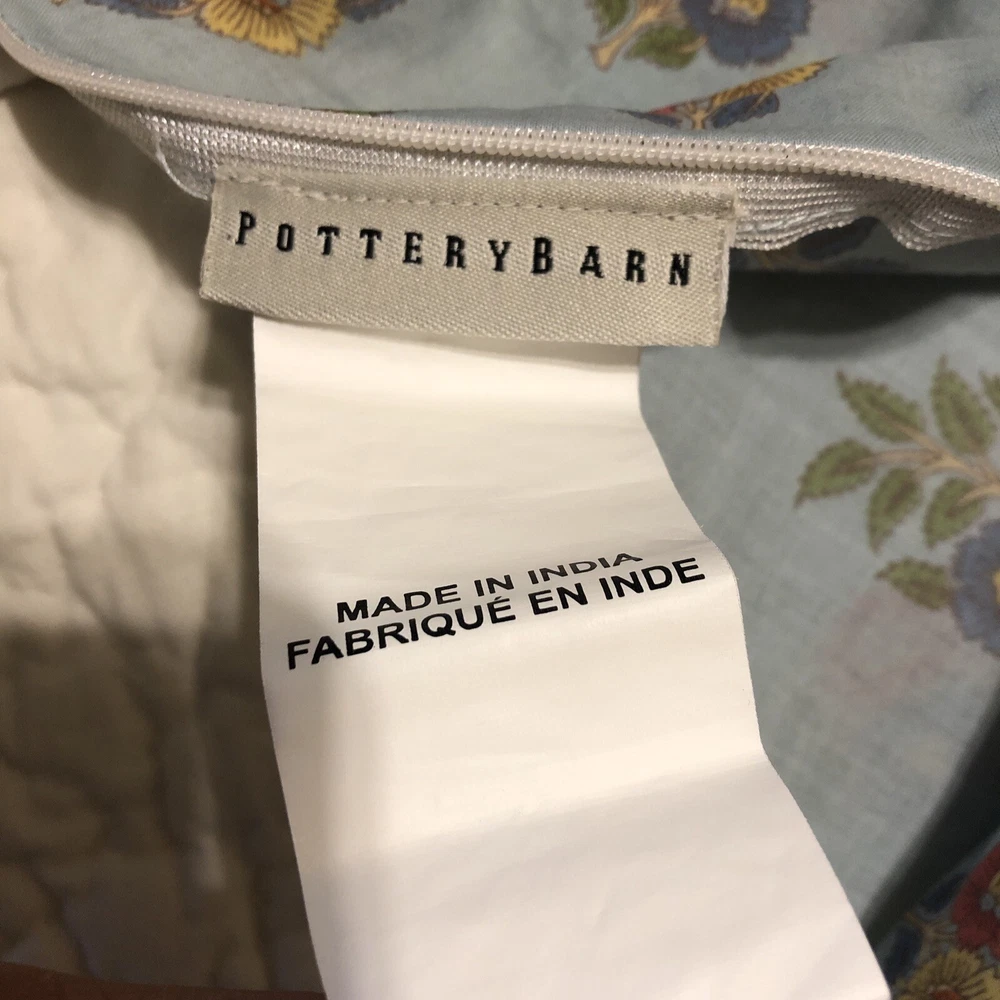 POTTERYBARN
MADE IN INDIA
FABRIQUÉ EN INDE